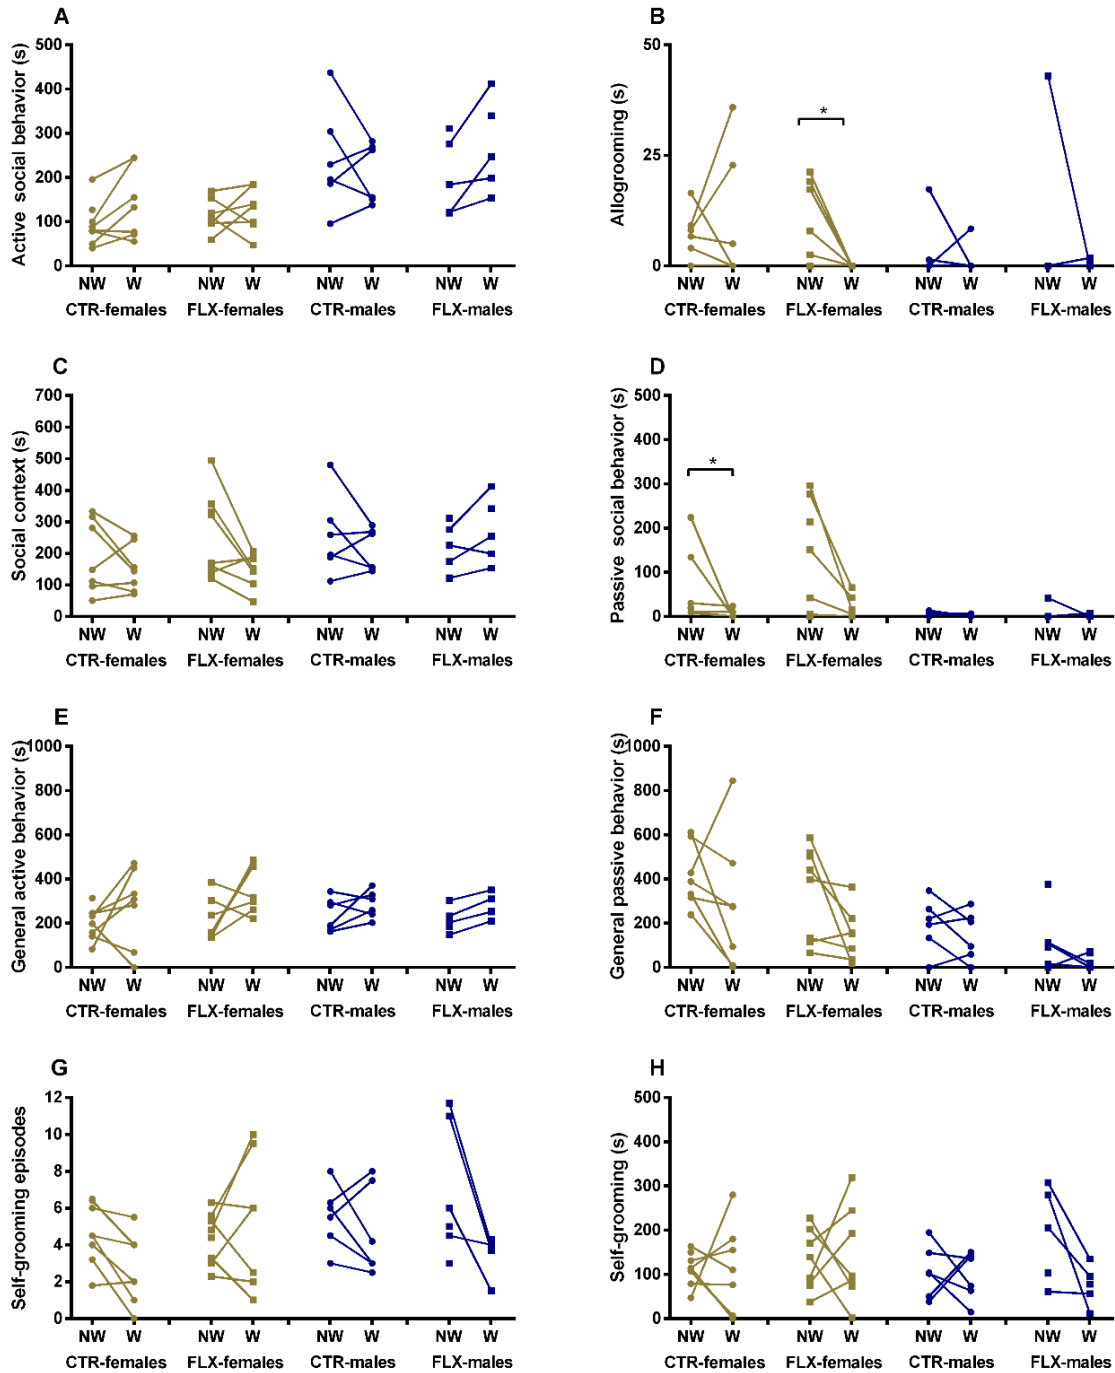 A
Active social behavior (s)
500
400
300
200
100
0
NW W NW W NW W NW W
CTR-females FLX-females CTR-males FLX-males
B
Allogrooming (s)
50
25
0
*
NW W NW W NW W NW W
CTR-females FLX-females CTR-males FLX-males
C
Social context (s)
700
600
500
400
300
200
100
0
NW W NW W NW W NW W
CTR-females FLX-females CTR-males FLX-males
D
Passive social behavior (s)
500
400
300
200
100
0
*
NW W NW W NW W NW W
CTR-females FLX-females CTR-males FLX-males
E
General active behavior (s)
1000
800
600
400
200
0
NW W NW W NW W NW W
CTR-females FLX-females CTR-males FLX-males
F
General passive behavior (s)
1000
800
600
400
200
0
NW W NW W NW W NW W
CTR-females FLX-females CTR-males FLX-males
G
Self-grooming episodes
12
10
8
6
4
2
0
NW W NW W NW W NW W
CTR-females FLX-females CTR-males FLX-males
H
Self-grooming (s)
500
400
300
200
100
0
NW W NW W NW W NW W
CTR-females FLX-females CTR-males FLX-males